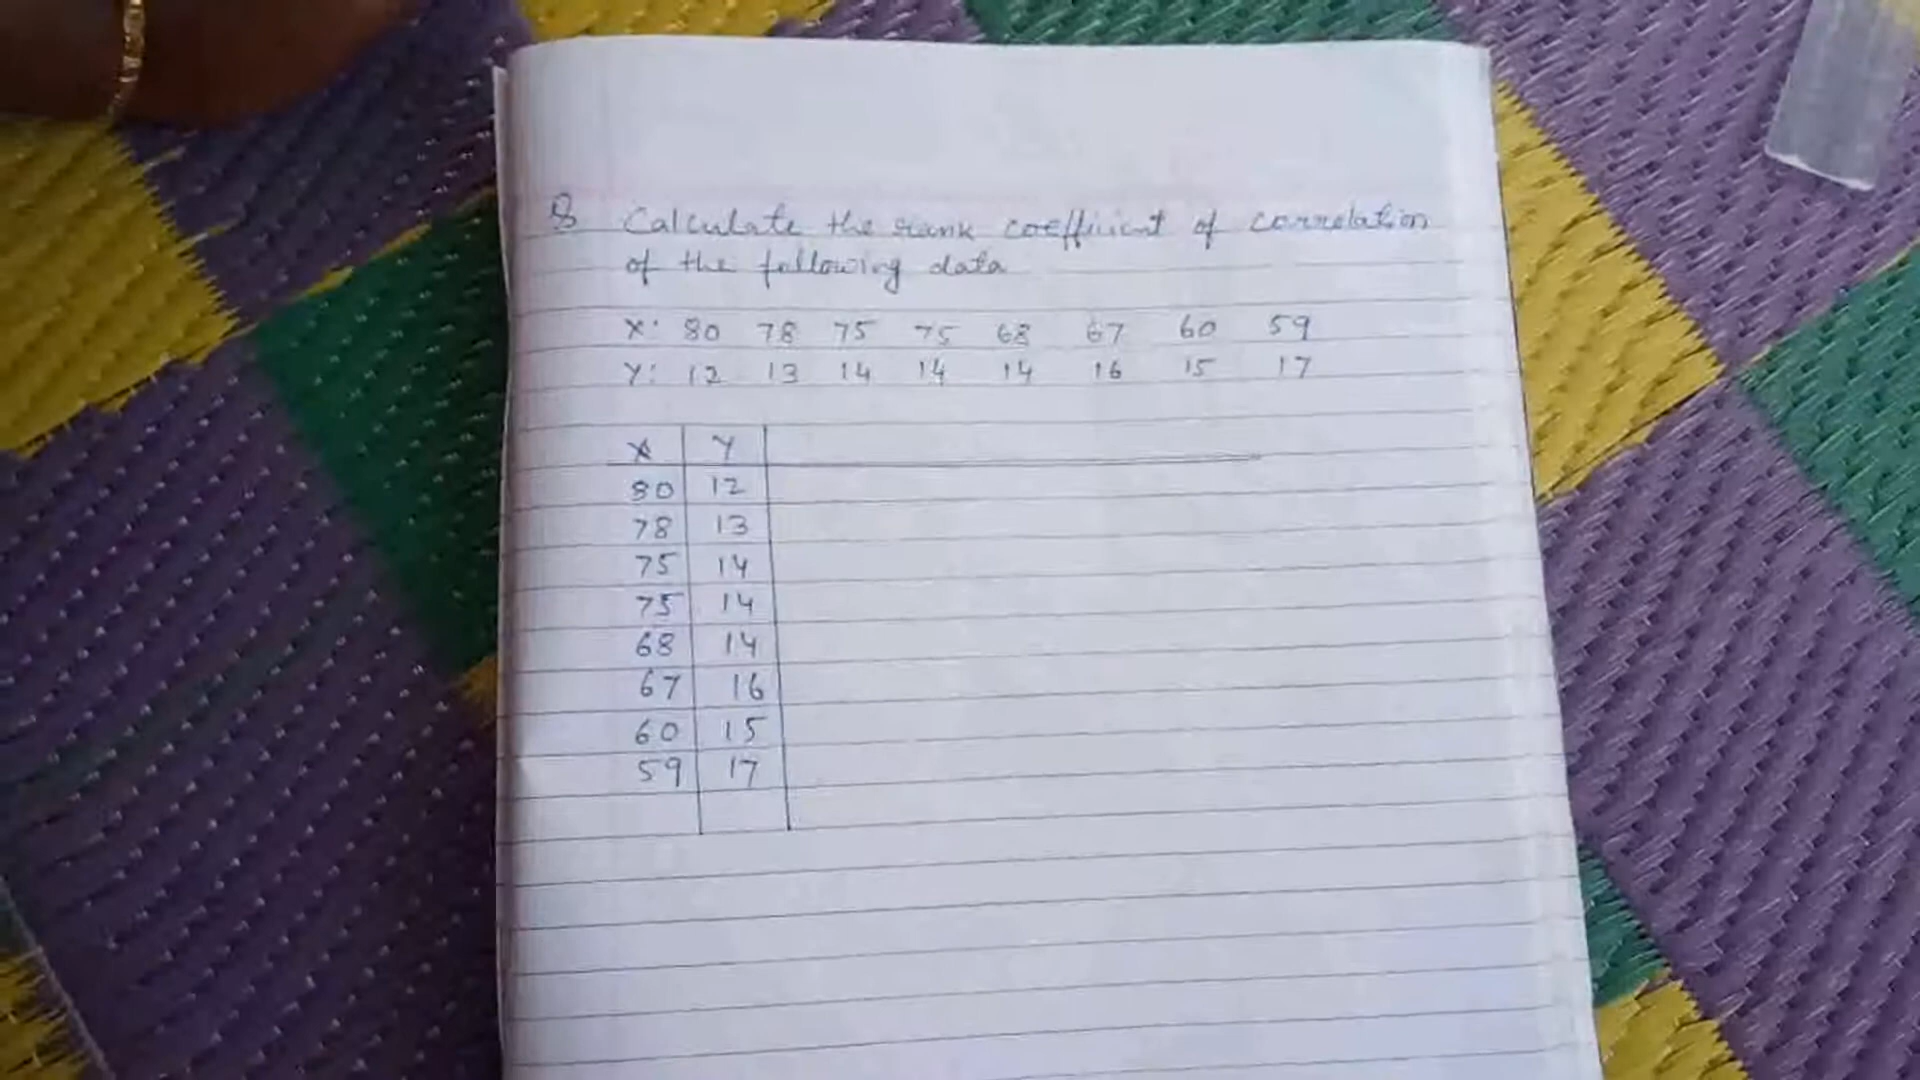 Q Calculate the rank coefficient of correlation
of the following data
X: 80 78 75 75 68 67 60 59
Y: 12 13 14 14 14 16 15 17
X Y
80 12
78 13
75 14
75 14
68 14
67 16
60 15
59 17